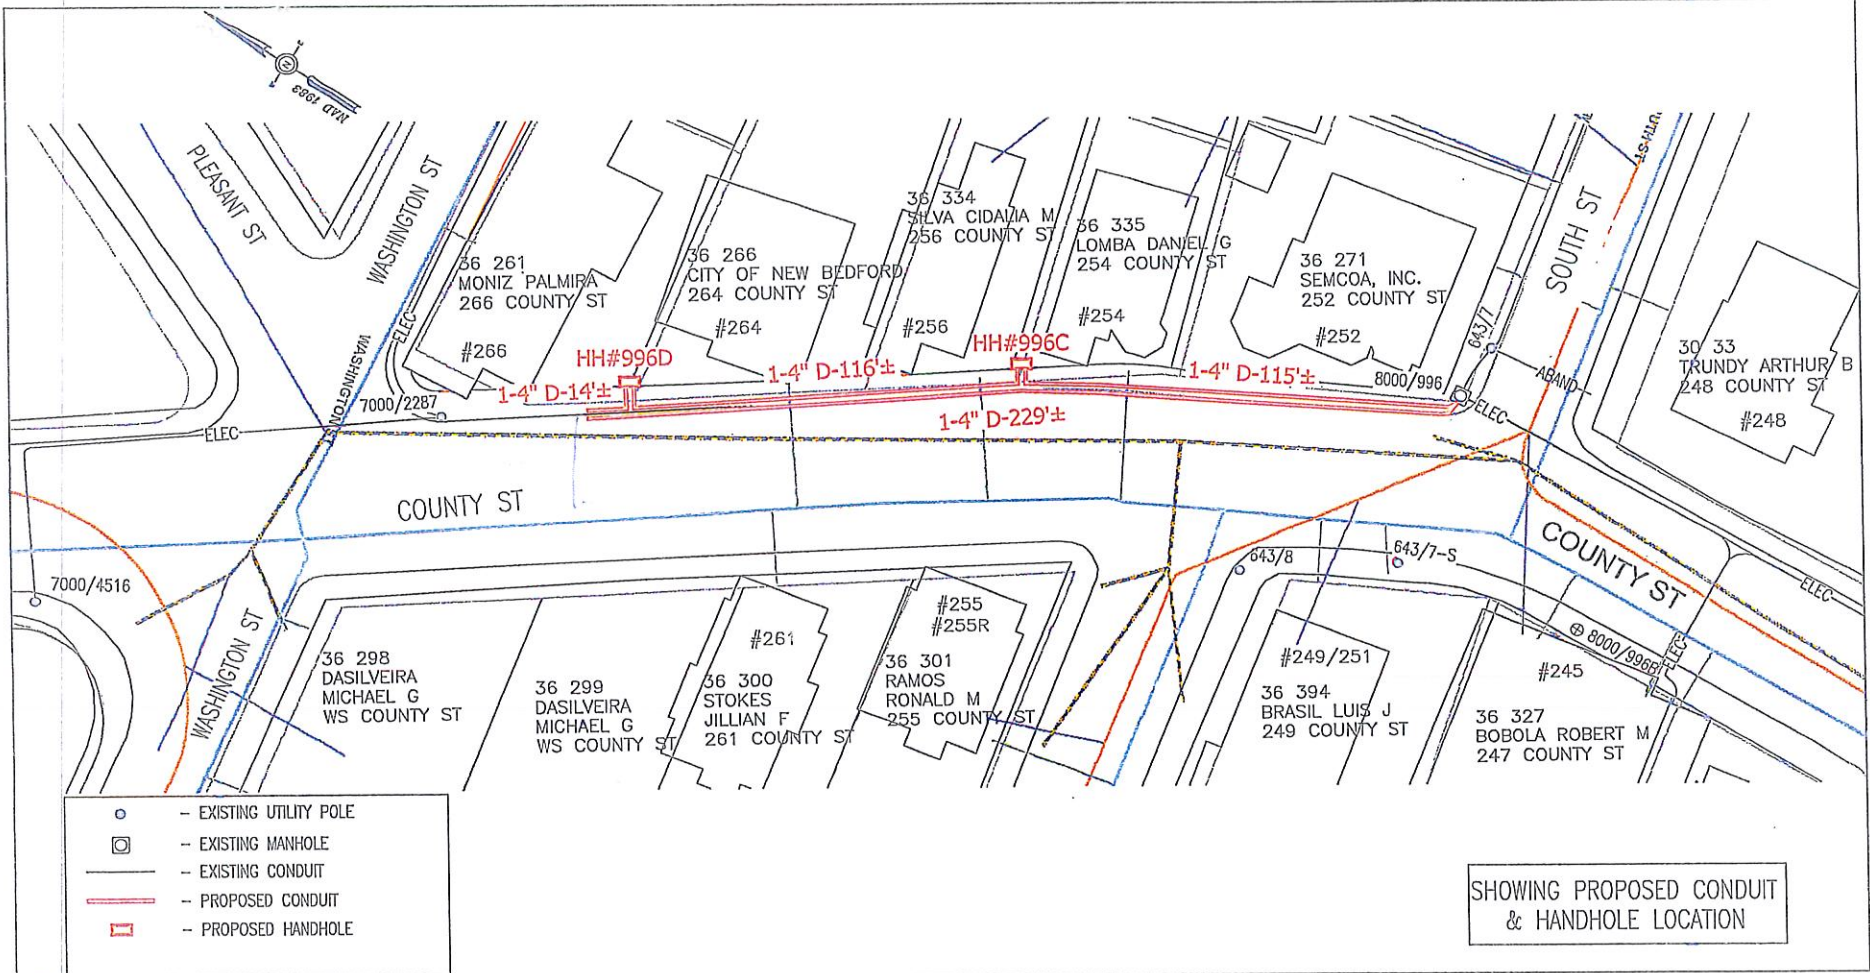 N
NAD 1983
PLEASANT ST
WASHINGTON ST
WASHINGTON ST
SOUTH ST
36 261
MONIZ PALMIRA
266 COUNTY ST
#266
36 266
CITY OF NEW BEDFORD
264 COUNTY ST
#264
36 334
SILVA CIDALIA M
256 COUNTY ST
#256
36 335
LOMBA DANIEL G
254 COUNTY ST
#254
36 271
SEMCOA, INC.
252 COUNTY ST
#252
30 33
TRUNDY ARTHUR B
248 COUNTY ST
#248
ELEC
HH#996D
HH#996C
1-4" D-14'±
1-4" D-116'±
1-4" D-115'±
1-4" D-229'±
7000/2287
8000/996
643/7
ABAND
ELEC
ELEC
COUNTY ST
COUNTY ST
7000/4516
643/8
643/7-S
ELEC
WASHINGTON ST
36 298
DASILVEIRA
MICHAEL G
WS COUNTY ST
36 299
DASILVEIRA
MICHAEL G
WS COUNTY ST
#261
36 300
STOKES
JILLIAN F
261 COUNTY ST
#255
#255R
36 301
RAMOS
RONALD M
255 COUNTY ST
#249/251
36 394
BRASIL LUIS J
249 COUNTY ST
8000/996B
ELEC
#245
36 327
BOBOLA ROBERT M
247 COUNTY ST
- EXISTING UTILITY POLE
- EXISTING MANHOLE
- EXISTING CONDUIT
- PROPOSED CONDUIT
- PROPOSED HANDHOLE
SHOWING PROPOSED CONDUIT
& HANDHOLE LOCATION